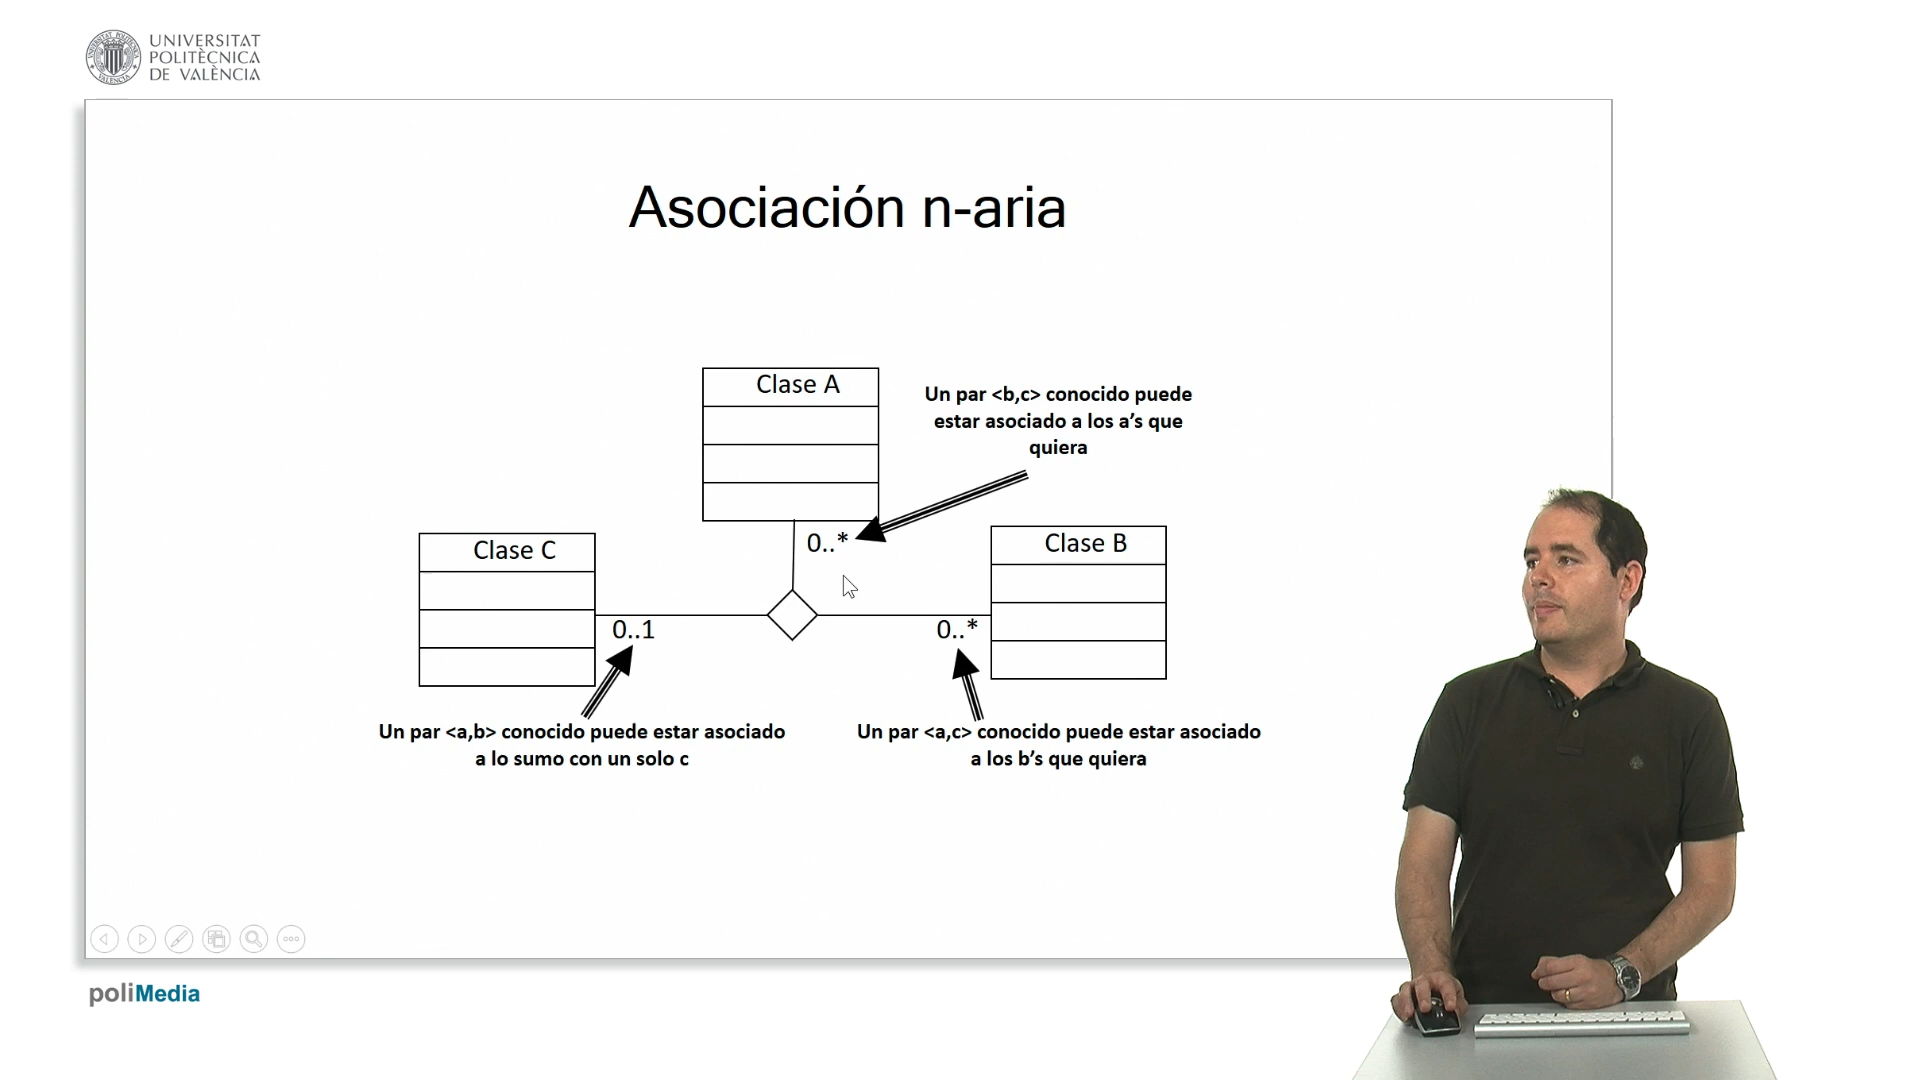 UNIVERSITAT
POLITÈCNICA
DE VALÈNCIA
Asociación n-aria
Clase A
Un par <b,c> conocido puede
estar asociado a los a's que
quiera
0..*
Clase C
Clase B
0..1
0..*
Un par <a,b> conocido puede estar asociado
a lo sumo con un solo c
Un par <a,c> conocido puede estar asociado
a los b's que quiera
poliMedia